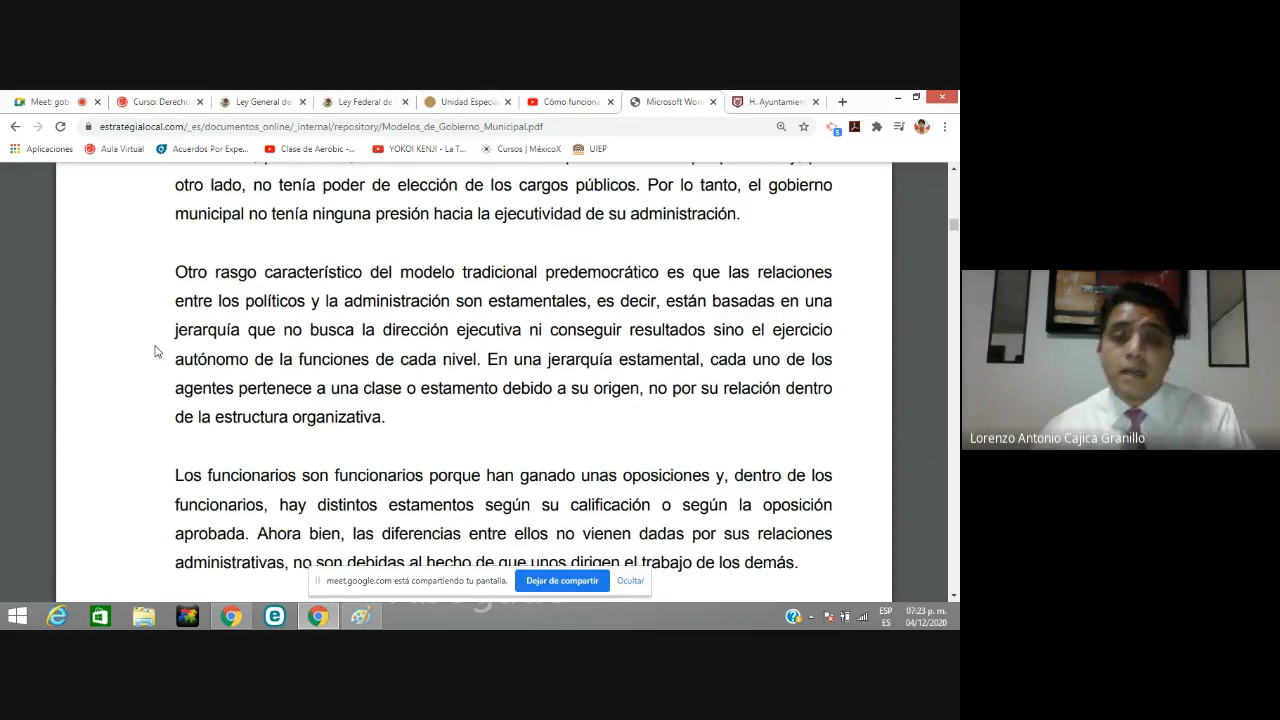 Meet: gob
Curso: Derecho
Ley General de
Ley Federal de
Unidad Especia
Cómo funciona
Microsoft Word
H. Ayuntamien
estrategialocal.com/_es/documentos_online/_internal/repository/Modelos_de_Gobierno_Municipal.pdf
5
Aplicaciones
Aula Virtual
Acuerdos Por Expe...
Clase de Aeróbic -...
YOKOI KENJI - La T...
Cursos | MéxicoX
UIEP
otro lado, no tenía poder de elección de los cargos públicos. Por lo tanto, el gobierno
municipal no tenía ninguna presión hacia la ejecutividad de su administración.
Otro rasgo característico del modelo tradicional predemocrático es que las relaciones
entre los políticos y la administración son estamentales, es decir, están basadas en una
jerarquía que no busca la dirección ejecutiva ni conseguir resultados sino el ejercicio
autónomo de la funciones de cada nivel. En una jerarquía estamental, cada uno de los
agentes pertenece a una clase o estamento debido a su origen, no por su relación dentro
de la estructura organizativa.
Los funcionarios son funcionarios porque han ganado unas oposiciones y, dentro de los
funcionarios, hay distintos estamentos según su calificación o según la oposición
aprobada. Ahora bien, las diferencias entre ellos no vienen dadas por sus relaciones
administrativas, no son debidas al hecho de que unos dirigen el trabajo de los demás.
meet.google.com está compartiendo tu pantalla.
Dejar de compartir
Ocultar
ESP
ES
07:23 p. m.
04/12/2020
Lorenzo Antonio Cajica Granillo